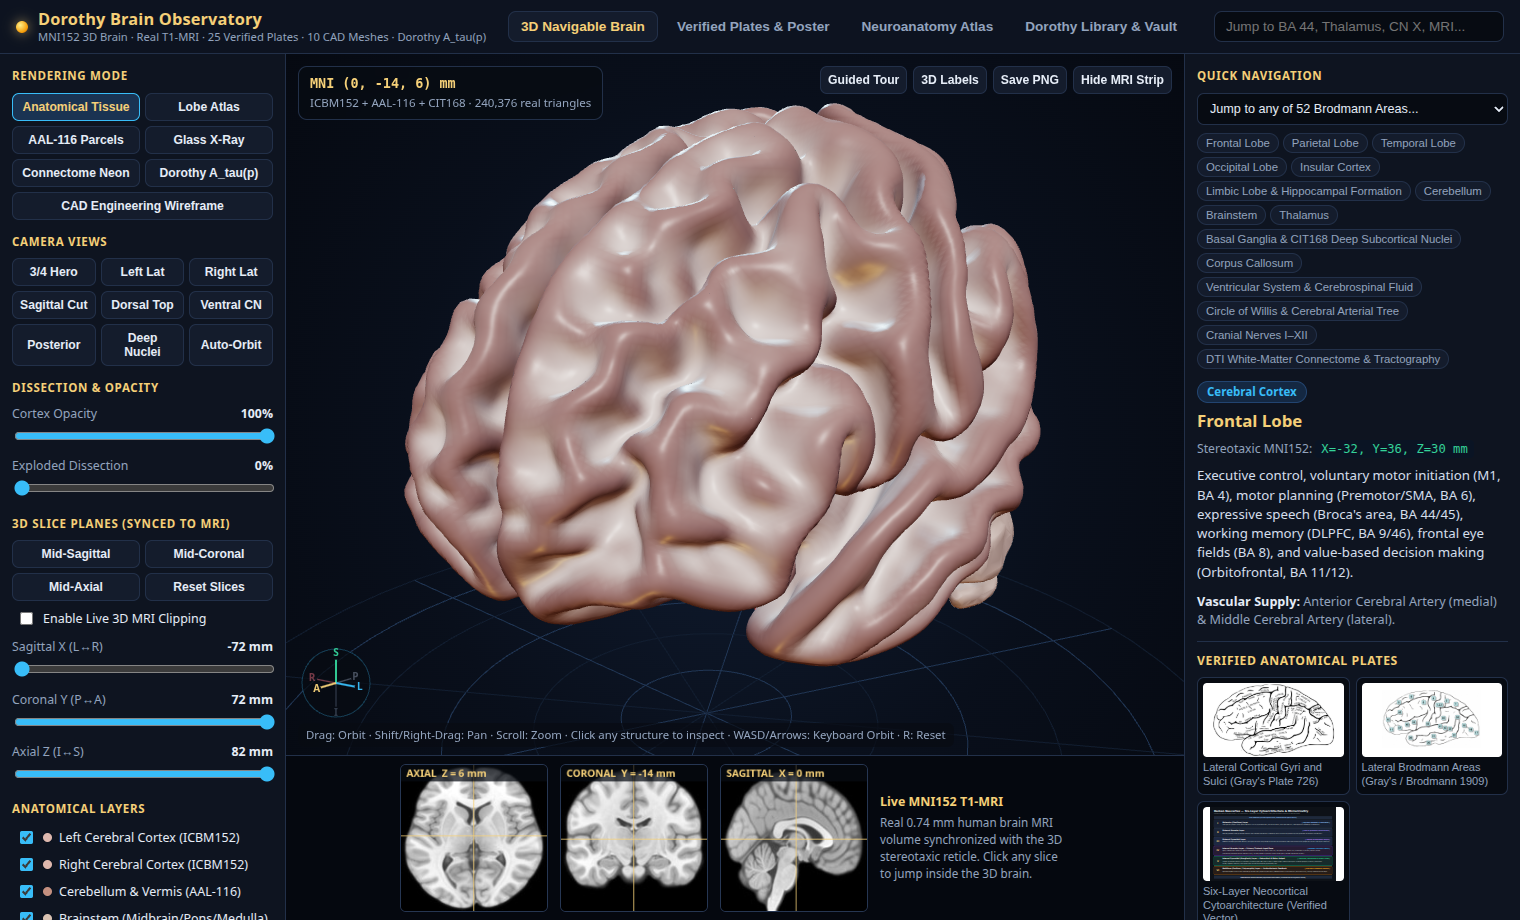 Dorothy Brain Observatory
MNI152 3D Brain · Real T1-MRI · 25 Verified Plates · 10 CAD Meshes · Dorothy A_tau(p)
3D Navigable Brain
Verified Plates & Poster
Neuroanatomy Atlas
Dorothy Library & Vault
Jump to BA 44, Thalamus, CN X, MRI...
RENDERING MODE
Anatomical Tissue
Lobe Atlas
AAL-116 Parcels
Glass X-Ray
Connectome Neon
Dorothy A_tau(p)
CAD Engineering Wireframe
CAMERA VIEWS
3/4 Hero
Left Lat
Right Lat
Sagittal Cut
Dorsal Top
Ventral CN
Posterior
Deep
Nuclei
Auto-Orbit
DISSECTION & OPACITY
Cortex Opacity
100%
Exploded Dissection
0%
3D SLICE PLANES (SYNCED TO MRI)
Mid-Sagittal
Mid-Coronal
Mid-Axial
Reset Slices
Enable Live 3D MRI Clipping
Sagittal X (L↔R)
-72 mm
Coronal Y (P↔A)
72 mm
Axial Z (I↔S)
82 mm
ANATOMICAL LAYERS
Left Cerebral Cortex (ICBM152)
Right Cerebral Cortex (ICBM152)
Cerebellum & Vermis (AAL-116)
Brainstem (Midbrain/Pons/Medulla)
MNI (0, -14, 6) mm
ICBM152 + AAL-116 + CIT168 · 240,376 real triangles
Guided Tour
3D Labels
Save PNG
Hide MRI Strip
S
R
P
A
L
I
Drag: Orbit · Shift/Right-Drag: Pan · Scroll: Zoom · Click any structure to inspect · WASD/Arrows: Keyboard Orbit · R: Reset
AXIAL Z = 6 mm
CORONAL Y = -14 mm
SAGITTAL X = 0 mm
Live MNI152 T1-MRI
Real 0.74 mm human brain MRI
volume synchronized with the 3D
stereotaxic reticle. Click any slice
to jump inside the 3D brain.
QUICK NAVIGATION
Jump to any of 52 Brodmann Areas...
Frontal Lobe
Parietal Lobe
Temporal Lobe
Occipital Lobe
Insular Cortex
Limbic Lobe & Hippocampal Formation
Cerebellum
Brainstem
Thalamus
Basal Ganglia & CIT168 Deep Subcortical Nuclei
Corpus Callosum
Ventricular System & Cerebrospinal Fluid
Circle of Willis & Cerebral Arterial Tree
Cranial Nerves I–XII
DTI White-Matter Connectome & Tractography
Cerebral Cortex
Frontal Lobe
Stereotaxic MNI152: X=-32, Y=36, Z=30 mm
Executive control, voluntary motor initiation (M1,
BA 4), motor planning (Premotor/SMA, BA 6),
expressive speech (Broca's area, BA 44/45),
working memory (DLPFC, BA 9/46), frontal eye
fields (BA 8), and value-based decision making
(Orbitofrontal, BA 11/12).
Vascular Supply: Anterior Cerebral Artery (medial)
& Middle Cerebral Artery (lateral).
VERIFIED ANATOMICAL PLATES
Lateral Cortical Gyri and
Sulci (Gray's Plate 726)
Lateral Brodmann Areas
(Gray's / Brodmann 1909)
Six-Layer Neocortical
Cytoarchitecture (Verified
Vector)